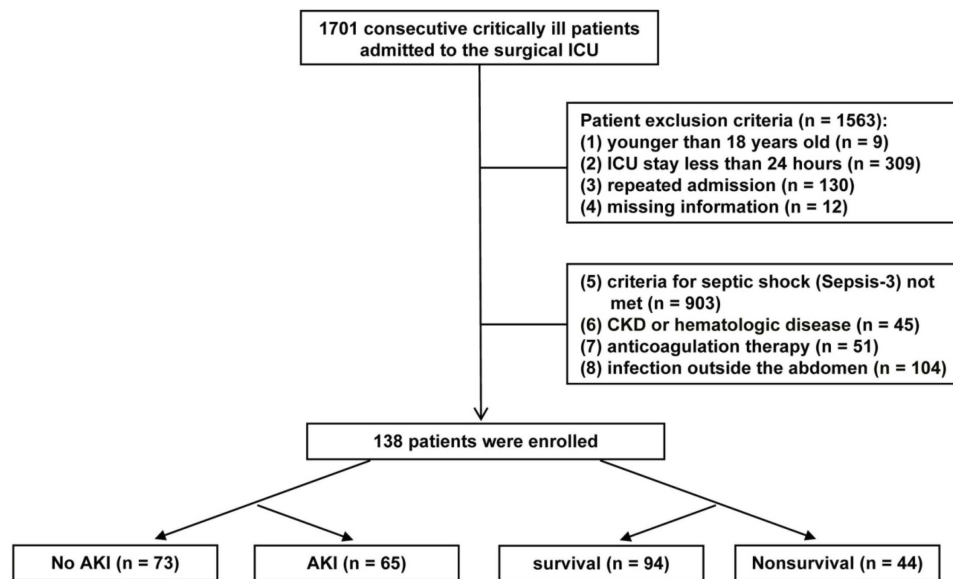 1701 consecutive critically ill patients
admitted to the surgical ICU
Patient exclusion criteria (n = 1563):
(1) younger than 18 years old (n = 9)
(2) ICU stay less than 24 hours (n = 309)
(3) repeated admission (n = 130)
(4) missing information (n = 12)
(5) criteria for septic shock (Sepsis-3) not
met (n = 903)
(6) CKD or hematologic disease (n = 45)
(7) anticoagulation therapy (n = 51)
(8) infection outside the abdomen (n = 104)
138 patients were enrolled
No AKI (n = 73)
AKI (n = 65)
survival (n = 94)
Nonsurvival (n = 44)